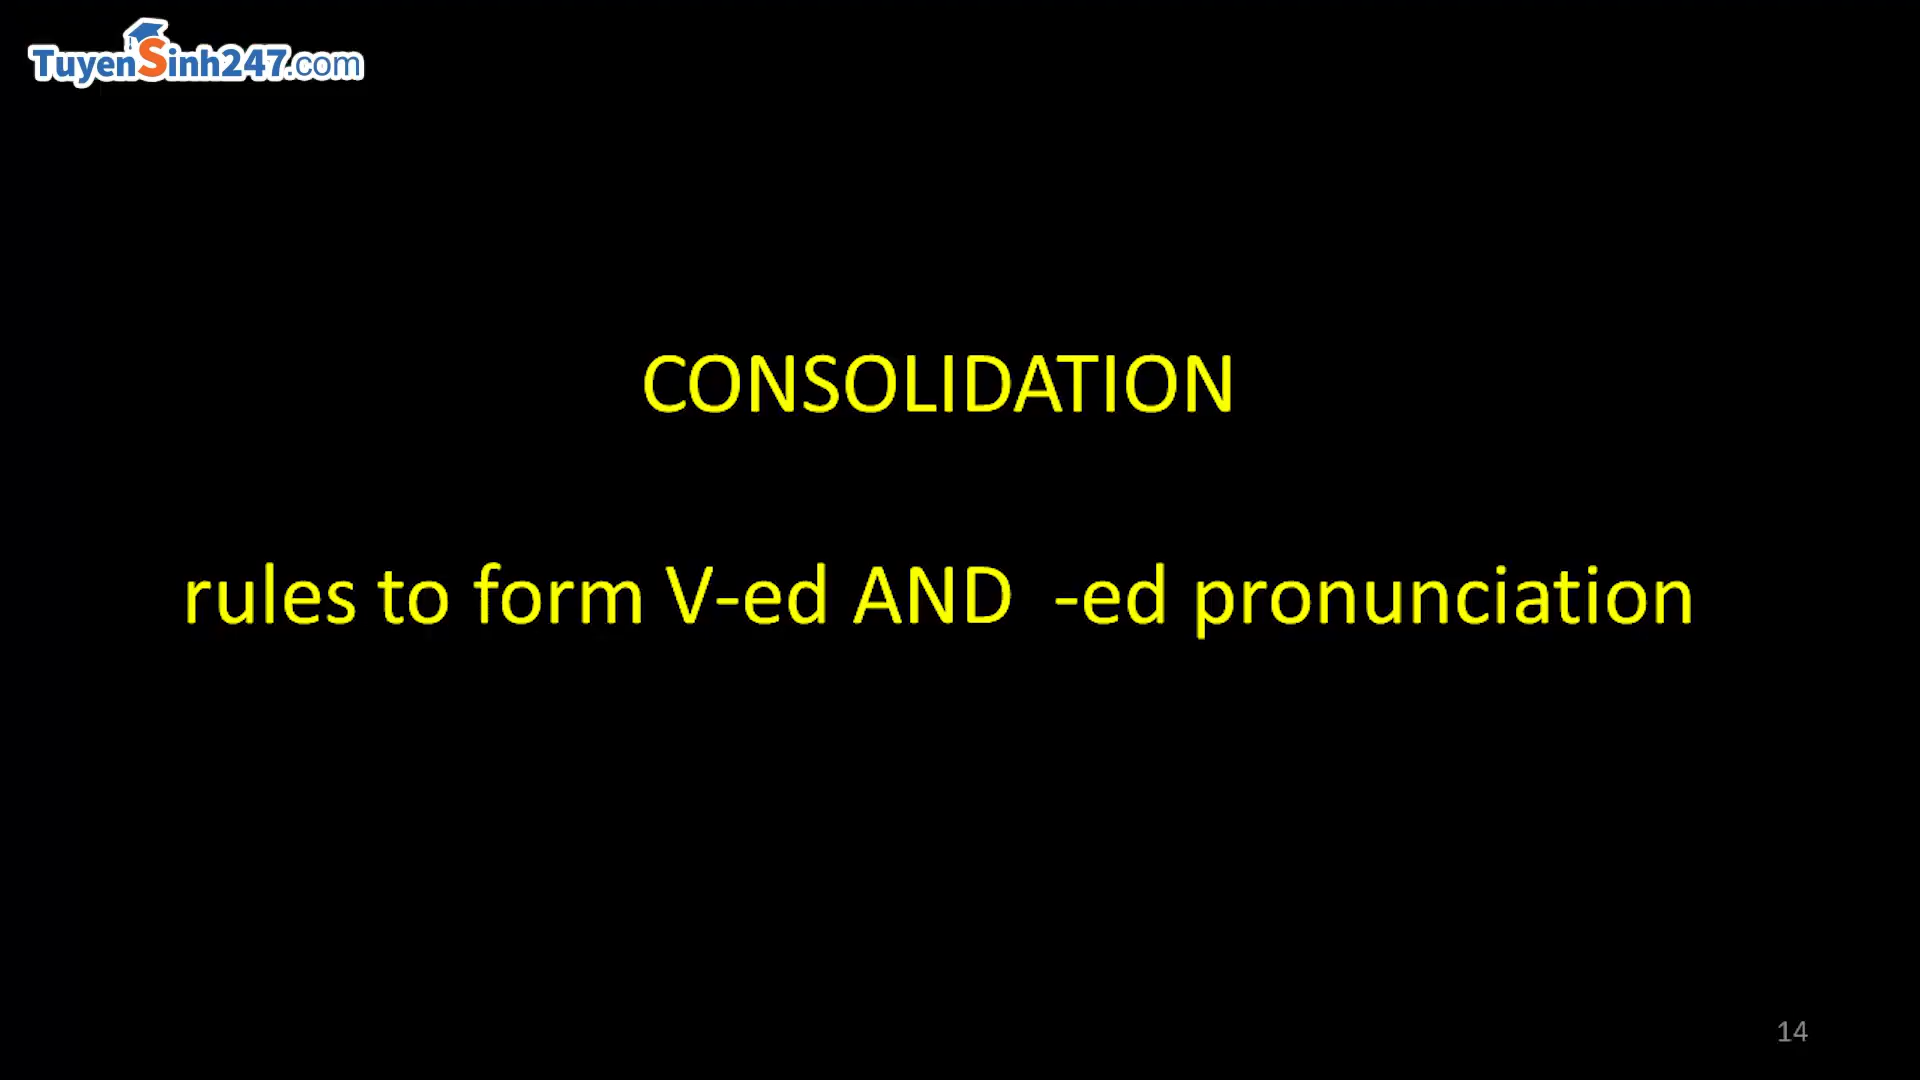 TuyenSinh247.com
CONSOLIDATION
rules to form V-ed AND  -ed pronunciation
14